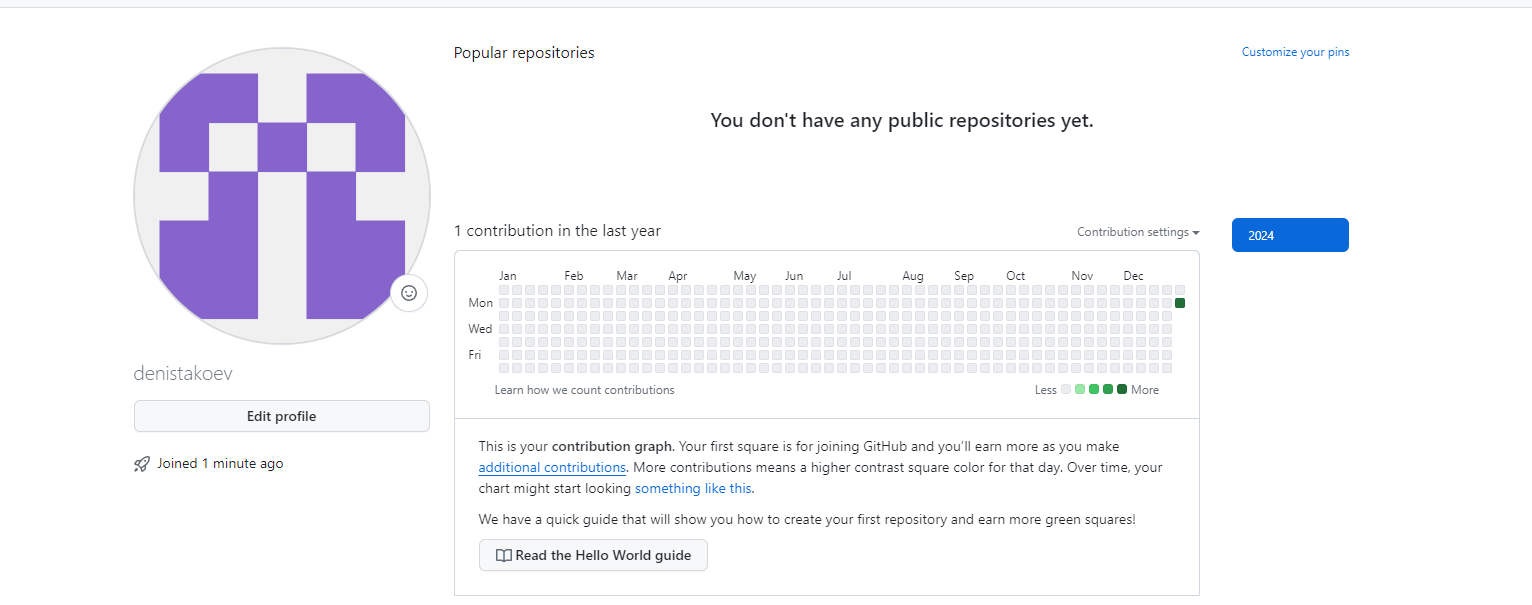 Popular repositories
Customize your pins
You don't have any public repositories yet.
1 contribution in the last year
Contribution settings
2024
Jan Feb Mar Apr May Jun Jul Aug Sep Oct Nov Dec
Mon
Wed
Fri
Learn how we count contributions
Less More
denistakoev
Edit profile
Joined 1 minute ago
This is your contribution graph. Your first square is for joining GitHub and you'll earn more as you make
additional contributions. More contributions means a higher contrast square color for that day. Over time, your
chart might start looking something like this.
We have a quick guide that will show you how to create your first repository and earn more green squares!
Read the Hello World guide